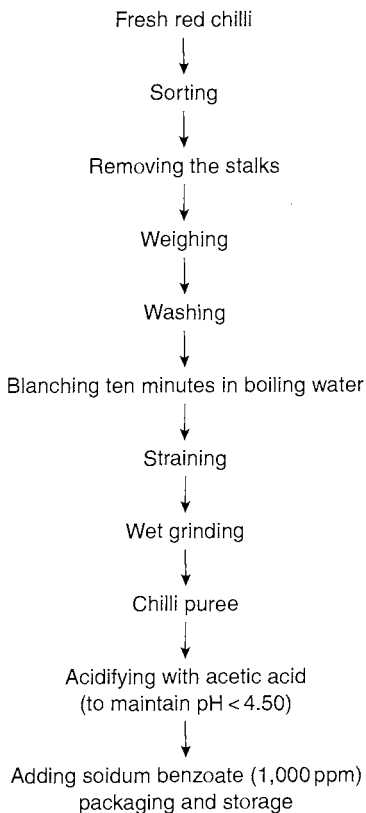 Fresh red chilli
Sorting
Removing the stalks
Weighing
Washing
Blanching ten minutes in boiling water
Straining
Wet grinding
Chilli puree
Acidifying with acetic acid
(to maintain pH < 4.50)
Adding soidum benzoate (1,000 ppm)
packaging and storage